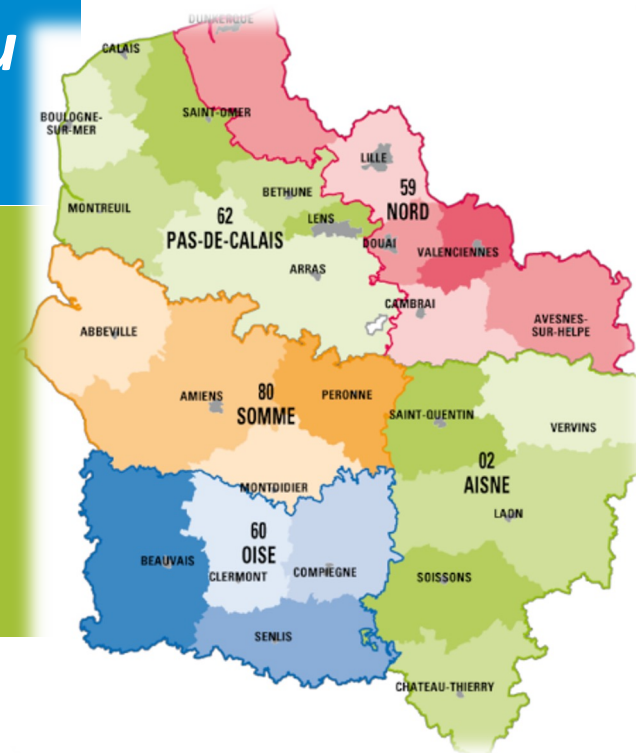 u
DUNKERQUE
CALAIS
BOULOGNE-
SUR-MER
SAINT-OMER
LILLE
59
NORD
MONTREUIL
BETHUNE
62
PAS-DE-CALAIS
LENS
DOUAI
VALENCIENNES
ARRAS
CAMBRAI
AVESNES-
SUR-HELPE
ABBEVILLE
AMIENS
80
SOMME
PERONNE
SAINT-QUENTIN
VERVINS
02
AISNE
MONTDIDIER
LAON
60
OISE
BEAUVAIS
CLERMONT
COMPIEGNE
SOISSONS
SENLIS
CHATEAU-THIERRY